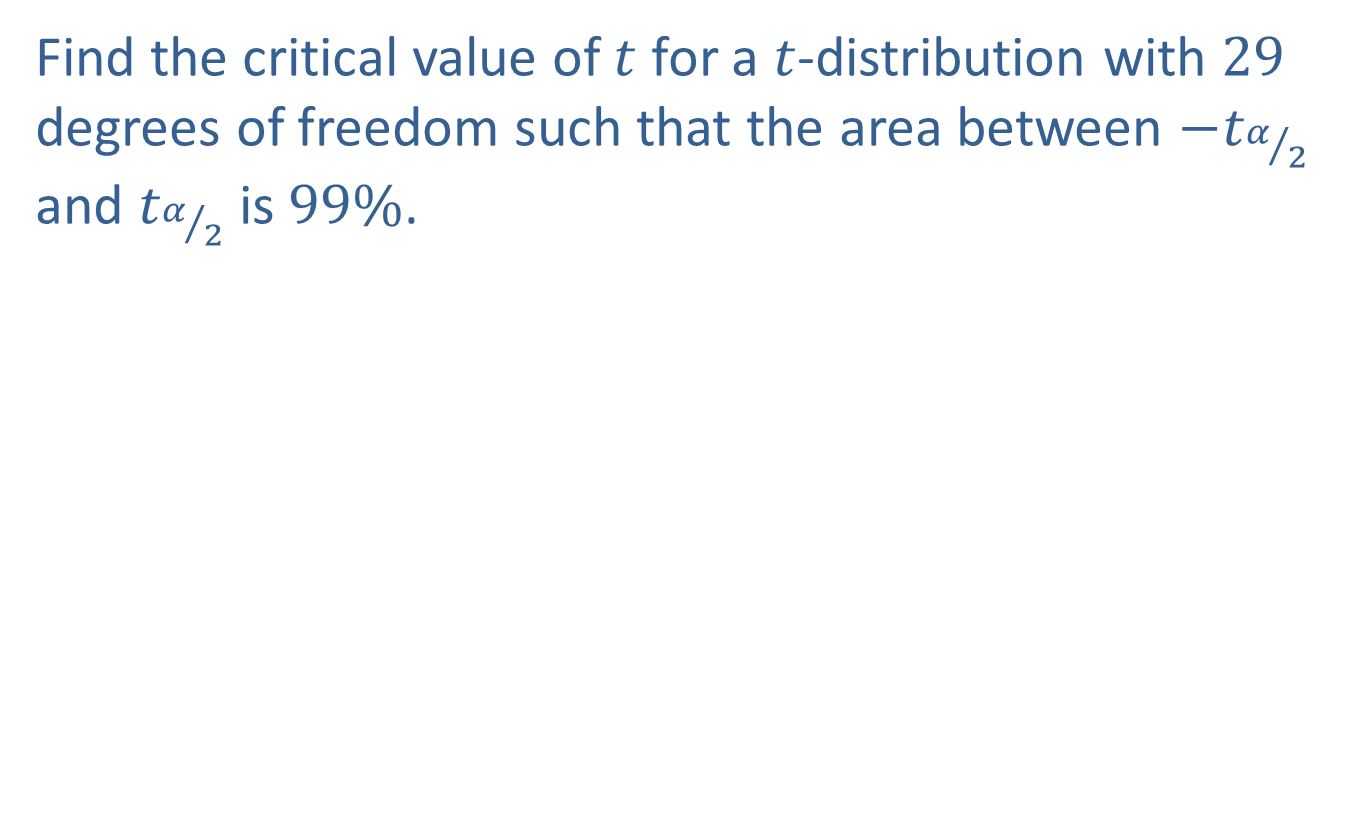 Find the critical value of 𝑡 for a 𝑡-distribution with 29
degrees of freedom such that the area between −𝑡𝛼/2
and 𝑡𝛼/2 is 99%.